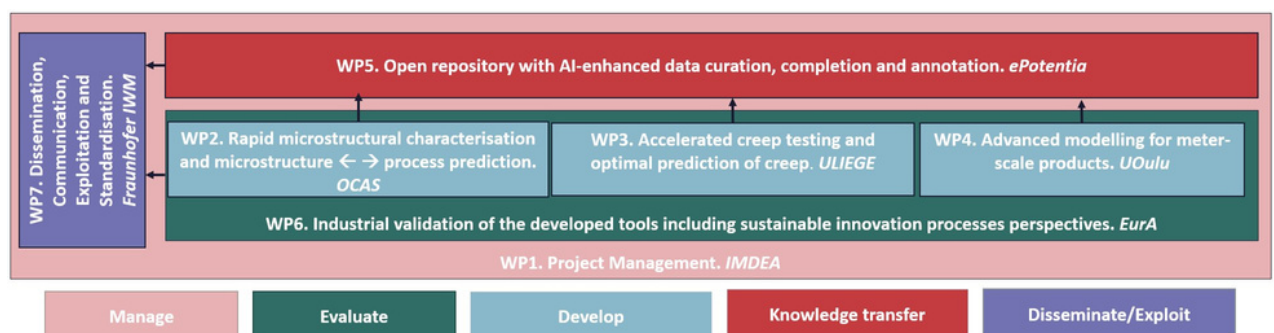 WP7. Dissemination,
Communication,
Exploitation and
Standardisation.
Fraunhofer IWM
WP5. Open repository with AI-enhanced data curation, completion and annotation. ePotentia
WP2. Rapid microstructural characterisation
and microstructure ← → process prediction.
OCAS
WP3. Accelerated creep testing and
optimal prediction of creep. ULIEGE
WP4. Advanced modelling for meter-
scale products. UOulu
WP6. Industrial validation of the developed tools including sustainable innovation processes perspectives. EurA
WP1. Project Management. IMDEA
Manage
Evaluate
Develop
Knowledge transfer
Disseminate/Exploit